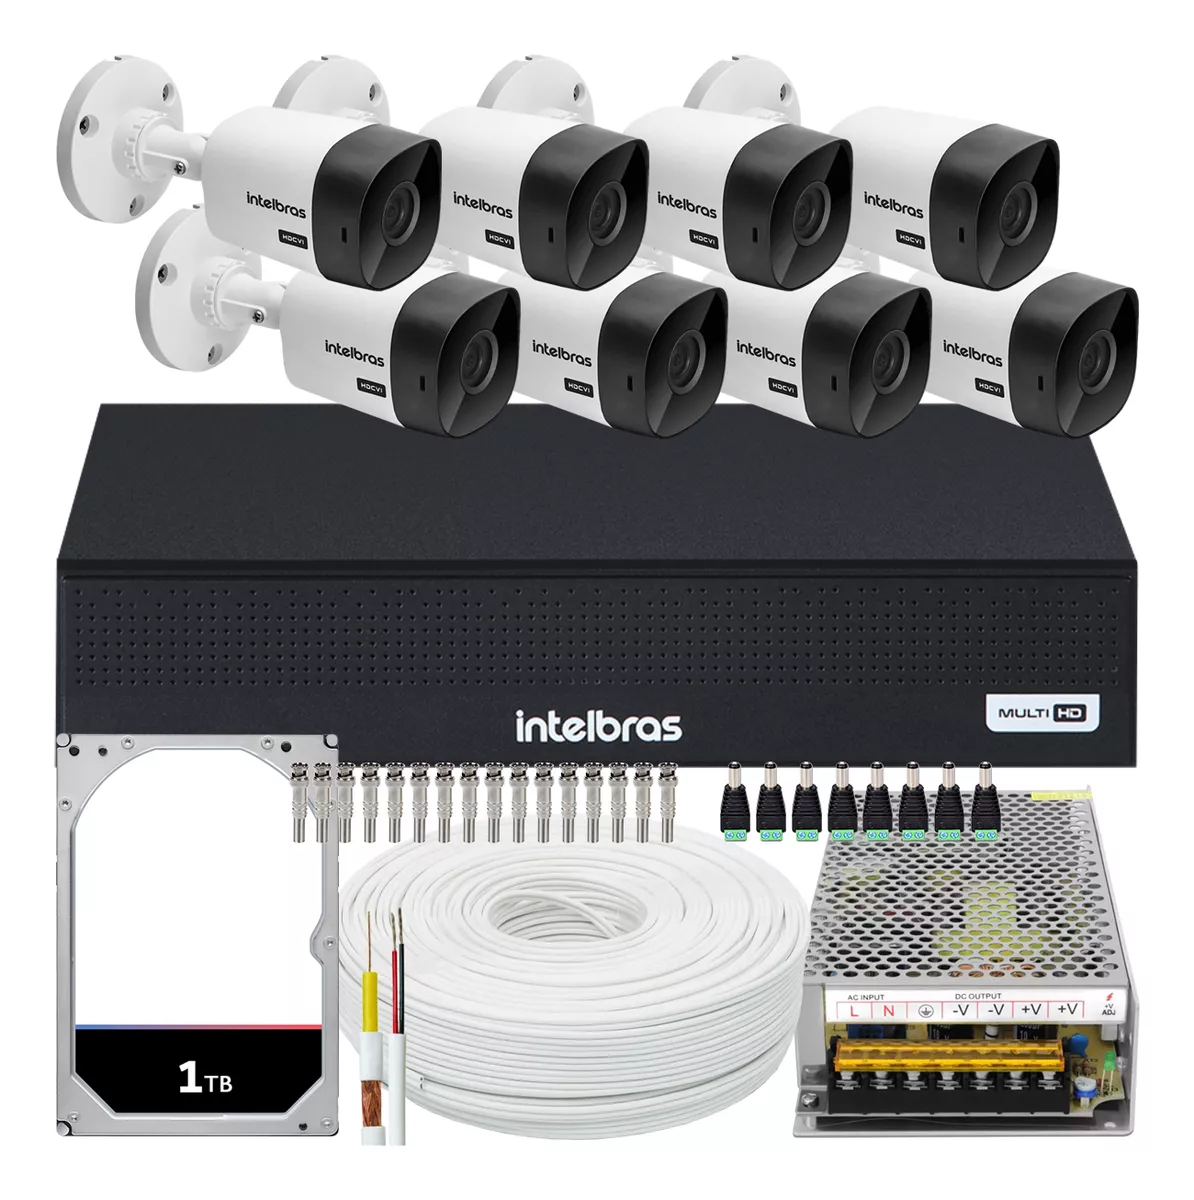 intelbras
HDCVI
intelbras
HDCVI
intelbras
HDCVI
intelbras
HDCVI
intelbras
HDCVI
intelbras
HDCVI
intelbras
HDCVI
intelbras
HDCVI
intelbras
MULTI HD
1TB
AC INPUT
DC OUTPUT
L N -V -V +V +V
+V
ADJ